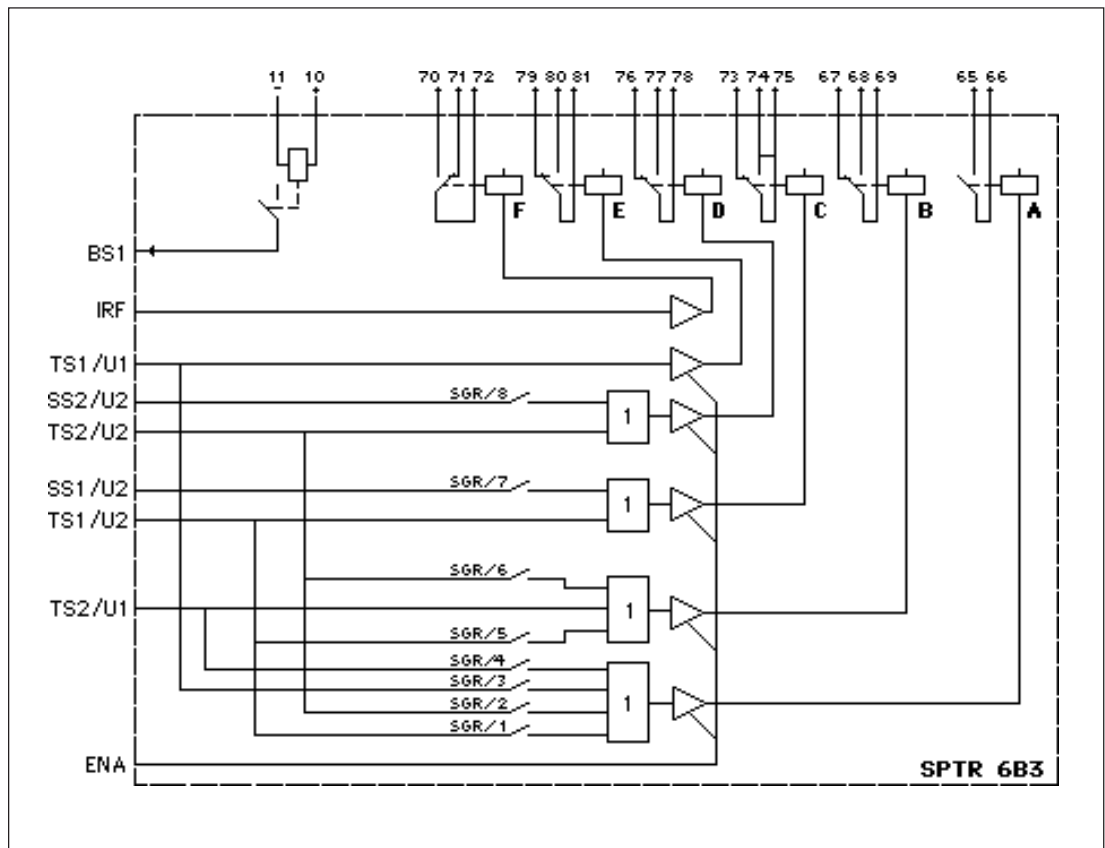 11 10 70 71 72 79 80 81 76 77 78 73 74 75 67 68 69 65 66
- +
F E D C B A
BS1
IRF
TS1/U1
SS2/U2 SGR/8
1
TS2/U2
SS1/U2 SGR/7
1
TS1/U2
SGR/6
TS2/U1 1
SGR/5
SGR/4
SGR/3
SGR/2 1
SGR/1
ENA
SPTR 6B3